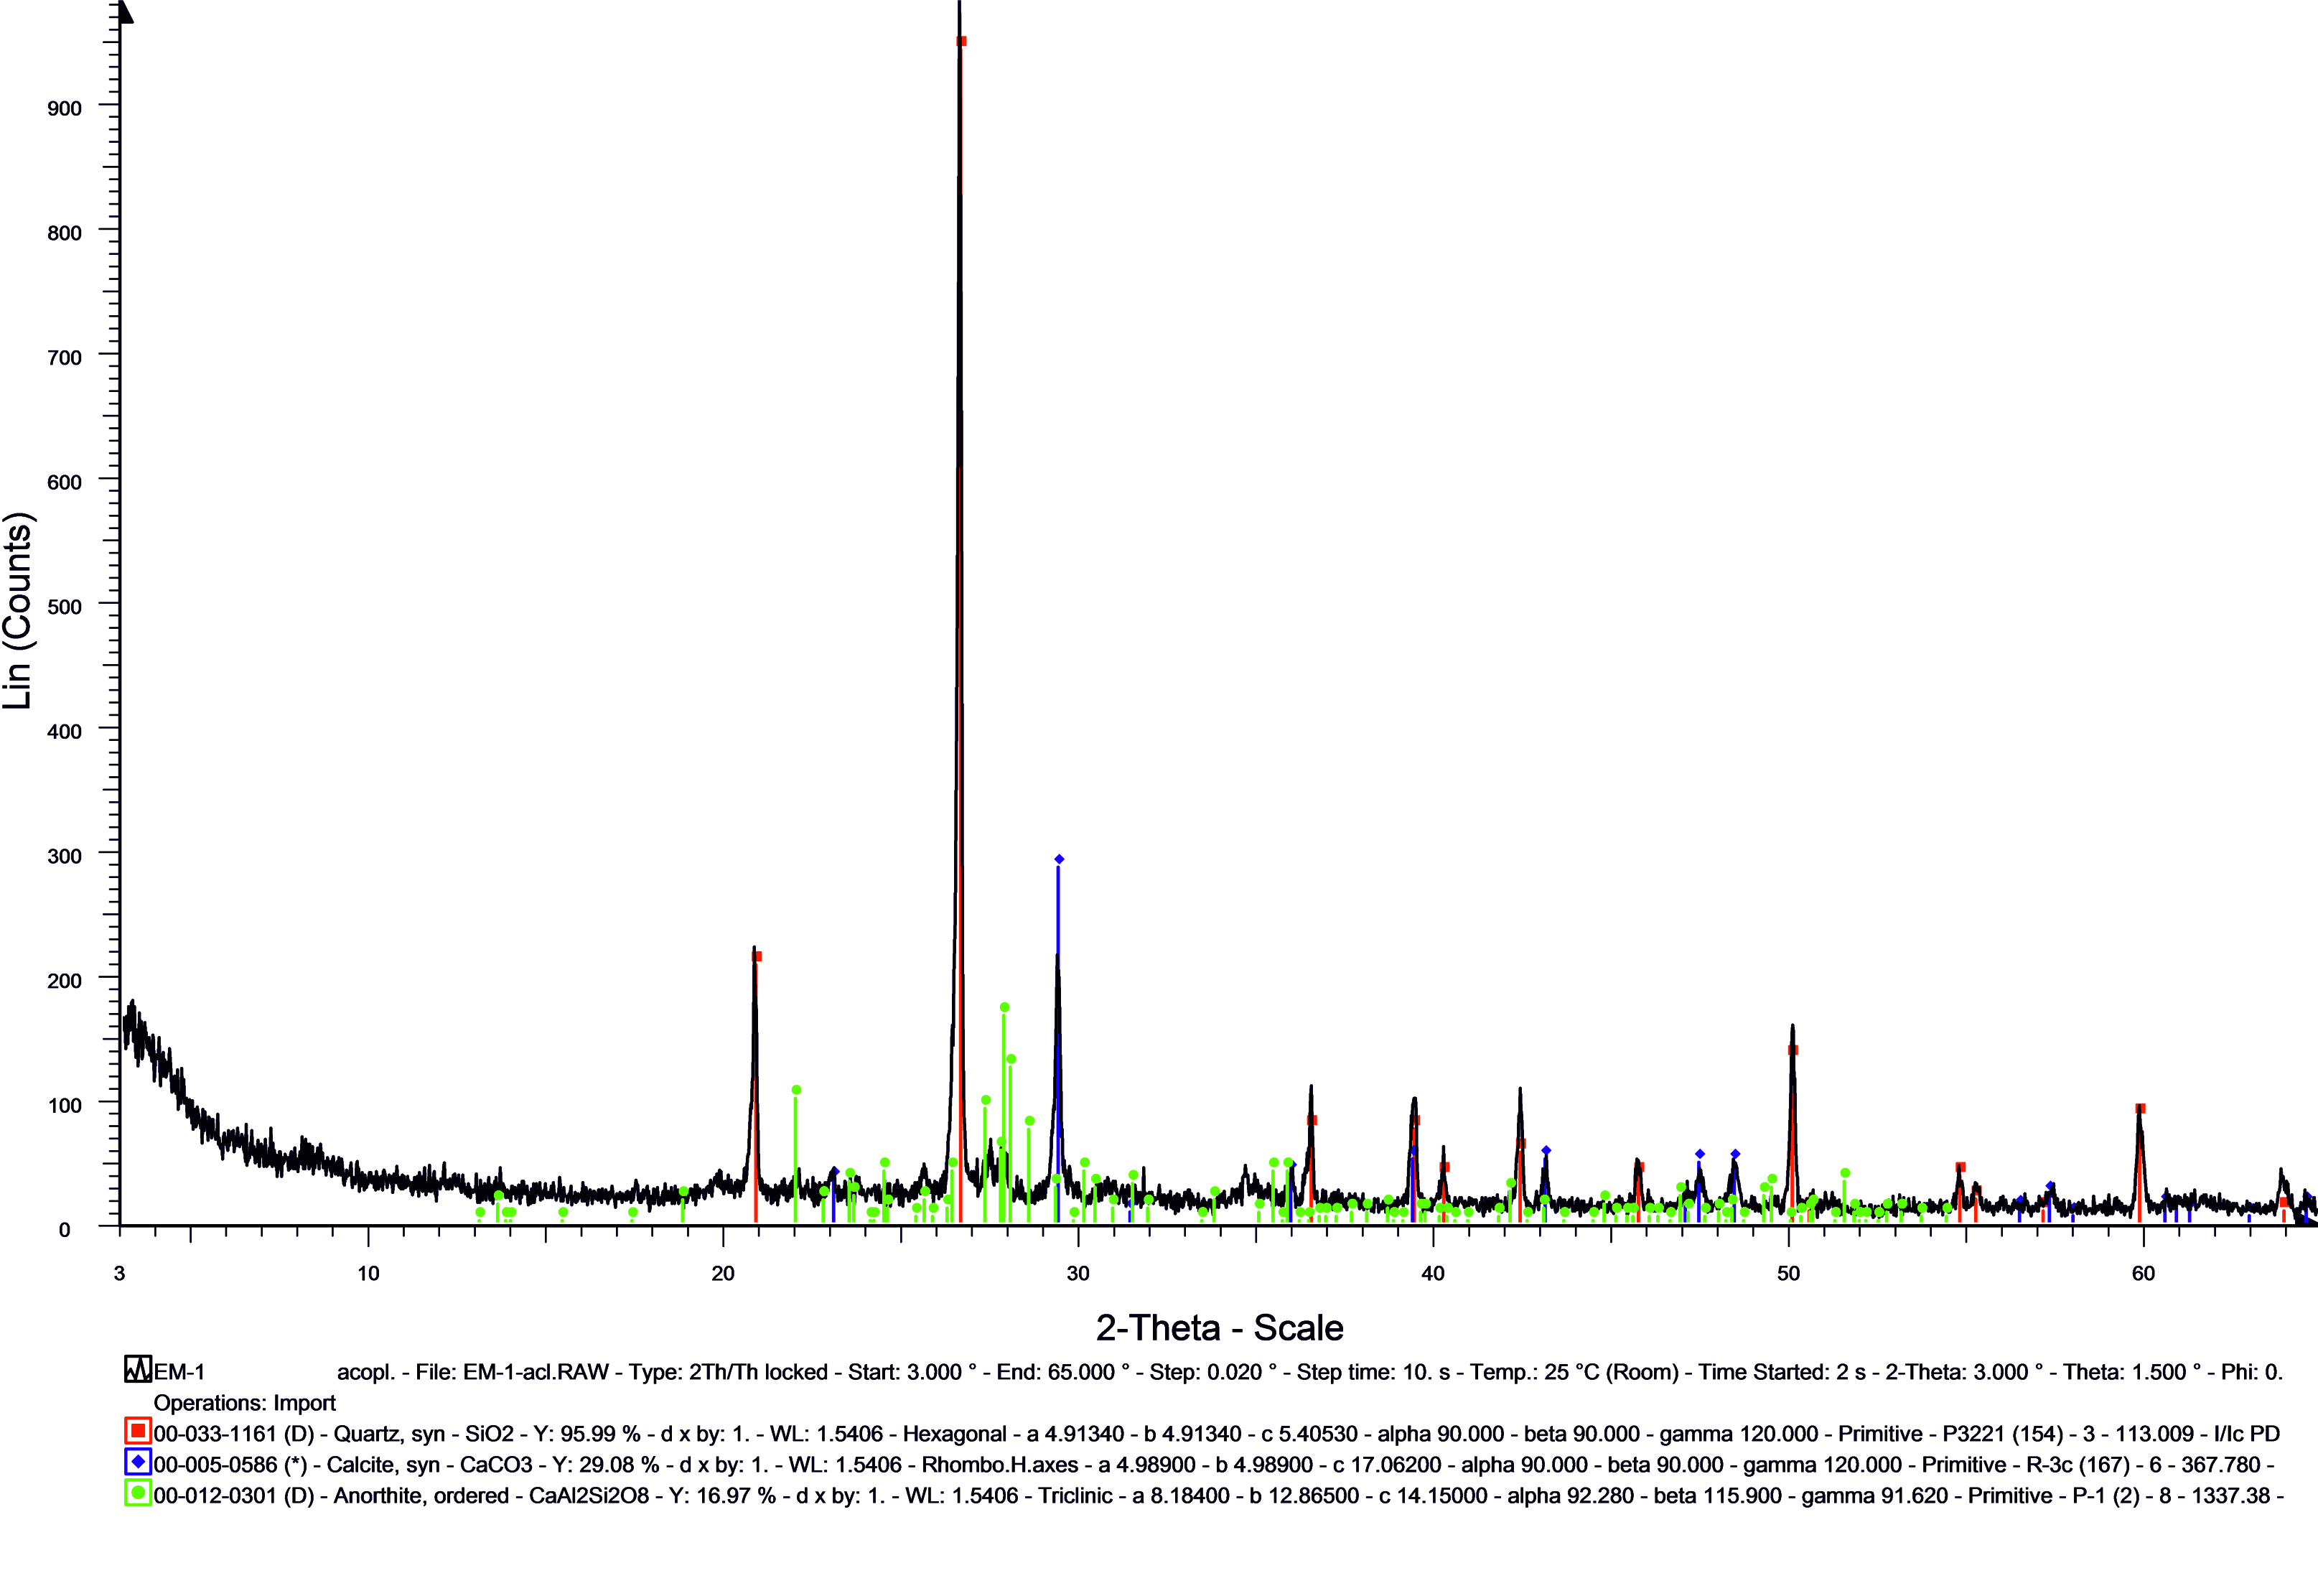 Lin (Counts)
900
800
700
600
500
400
300
200
100
0
3 10 20 30 40 50 60
2-Theta - Scale
EM-1 acopl. - File: EM-1-acl.RAW - Type: 2Th/Th locked - Start: 3.000 ° - End: 65.000 ° - Step: 0.020 ° - Step time: 10. s - Temp.: 25 °C (Room) - Time Started: 2 s - 2-Theta: 3.000 ° - Theta: 1.500 ° - Phi: 0.
Operations: Import
00-033-1161 (D) - Quartz, syn - SiO2 - Y: 95.99 % - d x by: 1. - WL: 1.5406 - Hexagonal - a 4.91340 - b 4.91340 - c 5.40530 - alpha 90.000 - beta 90.000 - gamma 120.000 - Primitive - P3221 (154) - 3 - 113.009 - I/Ic PD
00-005-0586 (*) - Calcite, syn - CaCO3 - Y: 29.08 % - d x by: 1. - WL: 1.5406 - Rhombo.H.axes - a 4.98900 - b 4.98900 - c 17.06200 - alpha 90.000 - beta 90.000 - gamma 120.000 - Primitive - R-3c (167) - 6 - 367.780 -
00-012-0301 (D) - Anorthite, ordered - CaAl2Si2O8 - Y: 16.97 % - d x by: 1. - WL: 1.5406 - Triclinic - a 8.18400 - b 12.86500 - c 14.15000 - alpha 92.280 - beta 115.900 - gamma 91.620 - Primitive - P-1 (2) - 8 - 1337.38 -